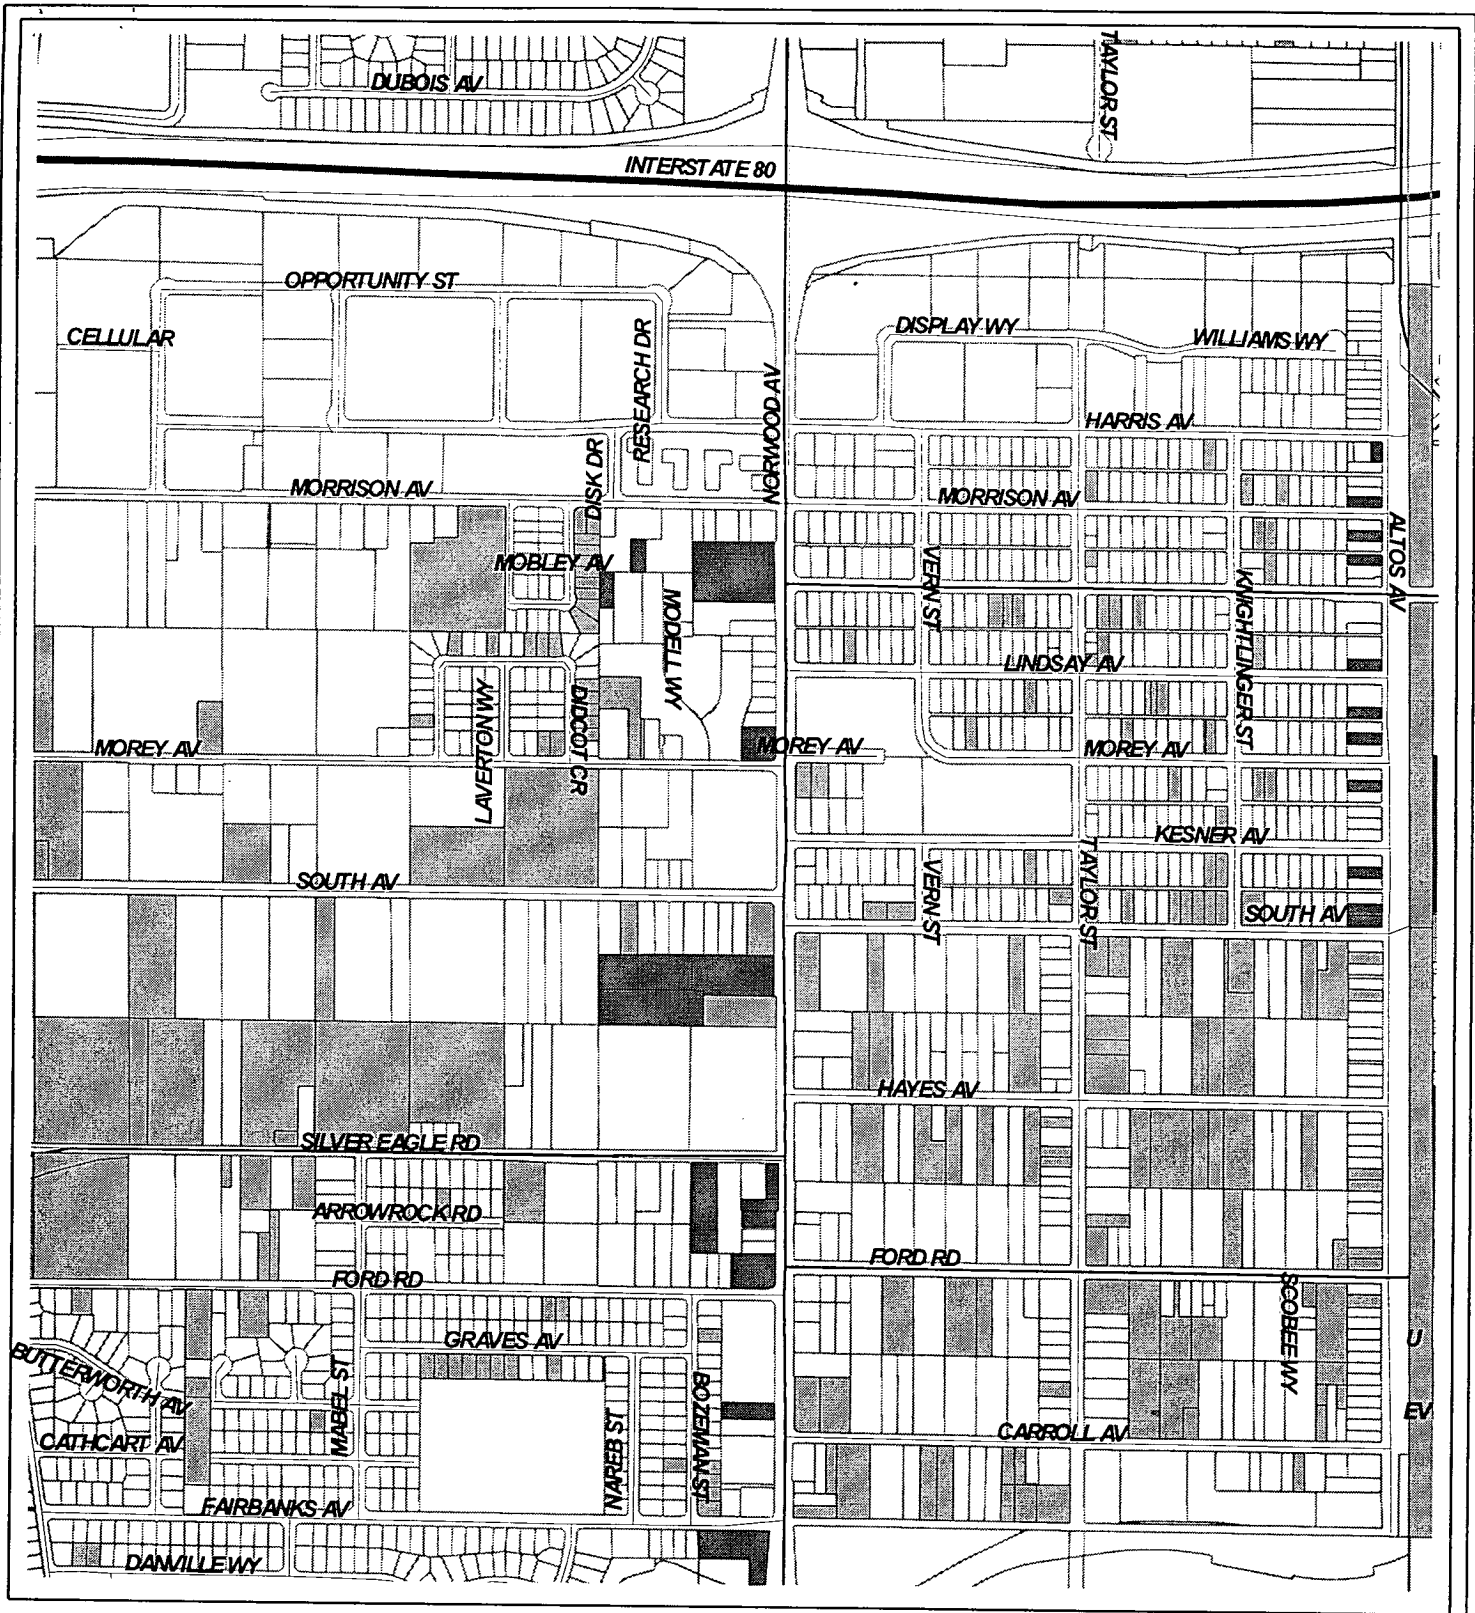 DUBOIS AV
TAYLOR ST
INTERSTATE 80
OPPORTUNITY ST
CELLULAR
RESEARCH DR
DISPLAY WY
WILLIAMS WY
NORWOOD AV
HARRIS AV
DISK DR
MORRISON AV
MORRISON AV
ALTOS AV
MOBLEY AV
VERN ST
KNIGHTLINGER ST
MODELL WY
LINDSAY AV
LAVERTON WY
DIDCOT CR
MOREY AV
MOREY AV
MOREY AV
KESNER AV
TAYLOR ST
VERN ST
SOUTH AV
SOUTH AV
HAYES AV
SILVER EAGLE RD
ARROWROCK RD
FORD RD
FORD RD
SCOBEE WY
GRAVES AV
U
BUTTERWORTH AV
MABEL ST
BOZEMAN ST
NAREB ST
EV
CARROLL AV
CATHCART AV
FAIRBANKS AV
DANVILLE WY